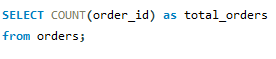 SELECT COUNT(order_id) as total_orders
from orders;